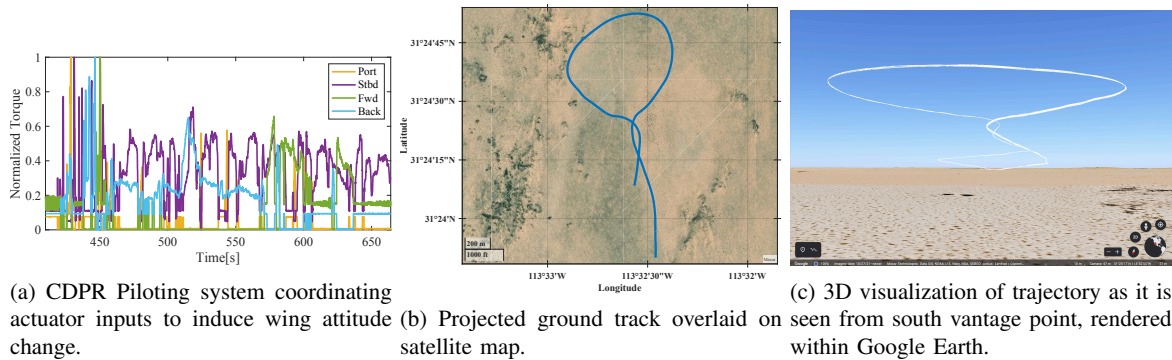 1
0.8
0.6
0.4
0.2
0
Normalized Torque
450
500
550
600
650
Time[s]
Port
Stbd
Fwd
Back
31°24'45"N
31°24'30"N
31°24'15"N
31°24'N
Latitude
200 m
1000 ft
Maxar
113°33'W
113°32'30"W
113°32'W
Longitude
Google
100%
(a) CDPR Piloting system coordinating
actuator inputs to induce wing attitude
change.
(b) Projected ground track overlaid on
satellite map.
(c) 3D visualization of trajectory as it is
seen from south vantage point, rendered
within Google Earth.